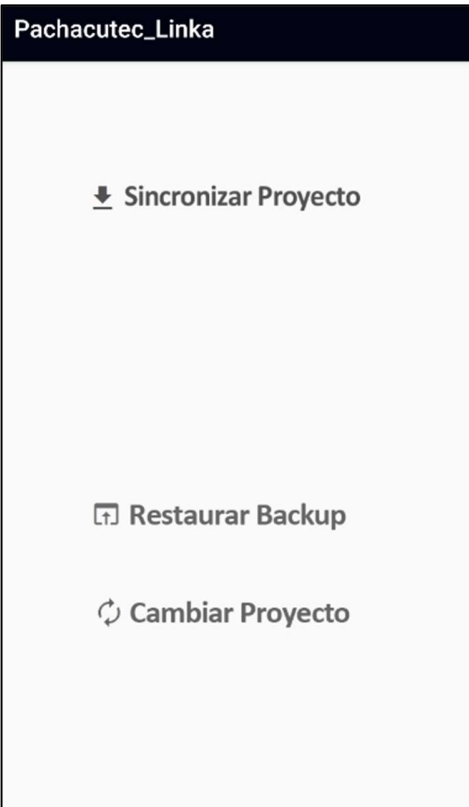 Pachacutec_Linka
Sincronizar Proyecto
Restaurar Backup
Cambiar Proyecto